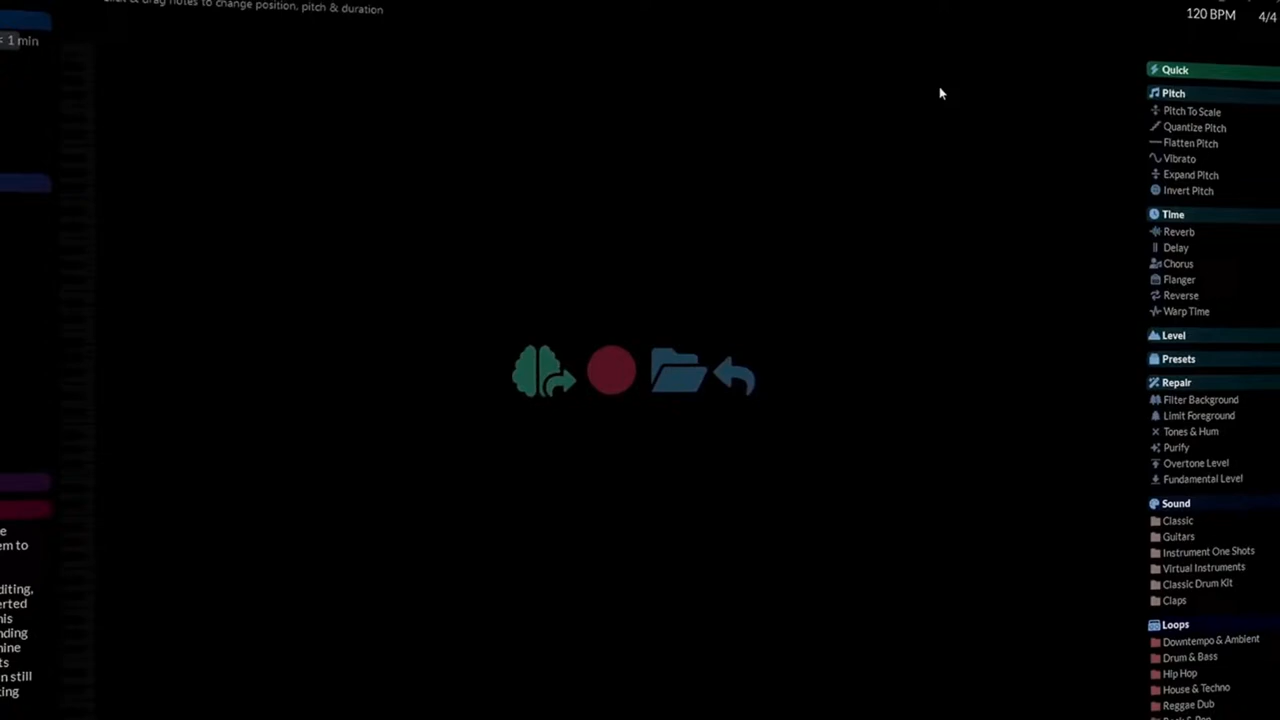 drag notes to change position, pitch & duration
120 BPM
4/4
< 1 min
Quick
Pitch
Pitch To Scale
Quantize Pitch
Flatten Pitch
Vibrato
Expand Pitch
Invert Pitch
Time
Reverb
Delay
Chorus
Flanger
Reverse
Warp Time
Level
Presets
Repair
Filter Background
Limit Foreground
Tones & Hum
Purify
Overtone Level
Fundamental Level
Sound
Classic
Guitars
Instrument One Shots
Virtual Instruments
Classic Drum Kit
Claps
Loops
Downtempo & Ambient
Drum & Bass
Hip Hop
House & Techno
Reggae Dub
em to
still